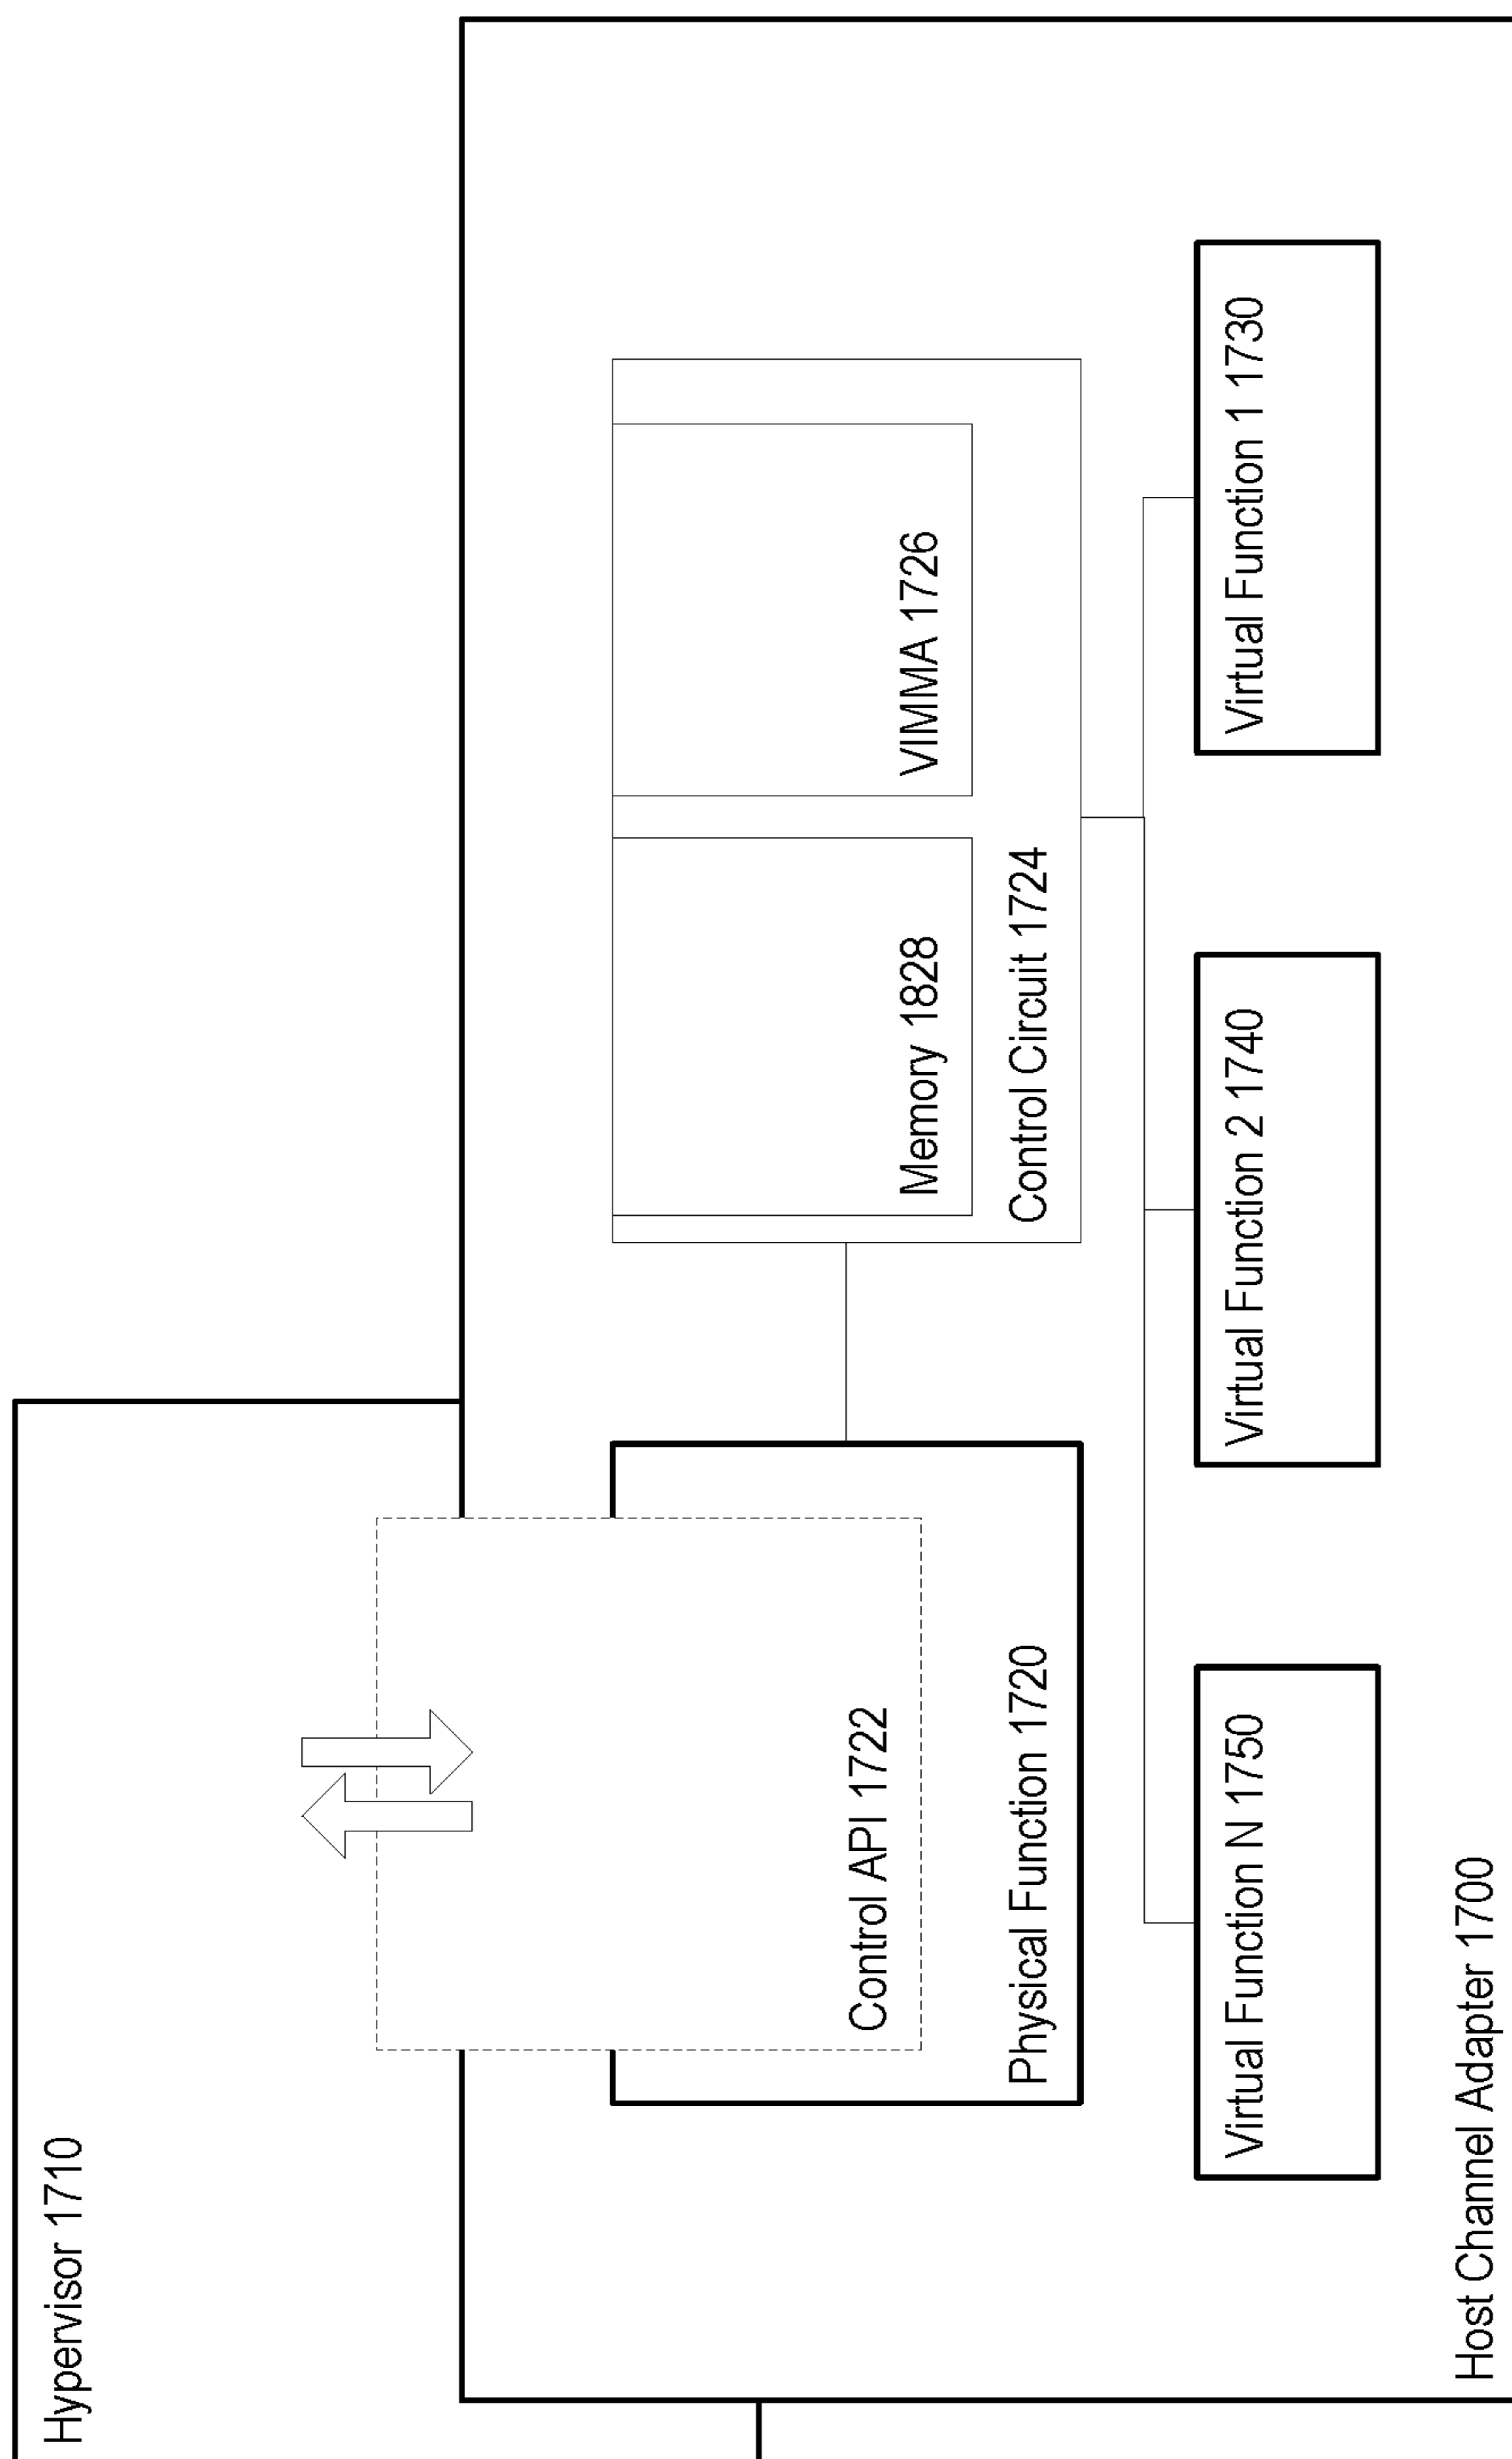 Hypervisor 1710
Control API 1722
Memory 1828
VIMMA 1726
Physical Function 1720
Control Circuit 1724
Virtual Function N 1750
Virtual Function 2 1740
Virtual Function 1 1730
Host Channel Adapter 1700